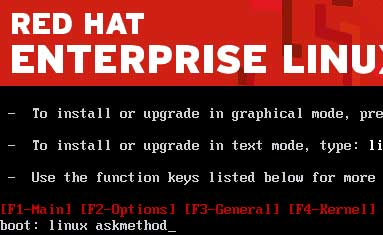 RED HAT
ENTERPRISE LINUX
- To install or upgrade in graphical mode, pre
- To install or upgrade in text mode, type: li
- Use the function keys listed below for more
[F1-Main] [F2-Options] [F3-General] [F4-Kernel]
boot: linux askmethod_